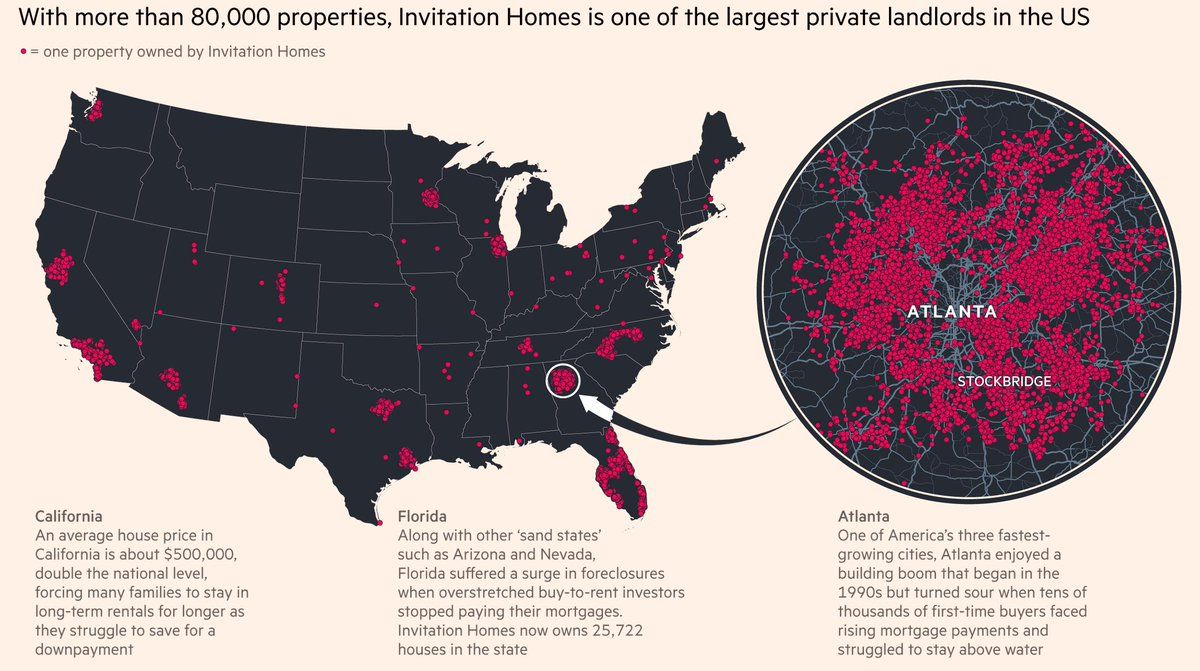 With more than 80,000 properties, Invitation Homes is one of the largest private landlords in the US
= one property owned by Invitation Homes
ATLANTA
STOCKBRIDGE
California
An average house price in
California is about $500,000,
double the national level,
forcing many families to stay in
long-term rentals for longer as
they struggle to save for a
downpayment
Florida
Along with other ‘sand states’
such as Arizona and Nevada,
Florida suffered a surge in foreclosures
when overstretched buy-to-rent investors
stopped paying their mortgages.
Invitation Homes now owns 25,722
houses in the state
Atlanta
One of America’s three fastest-
growing cities, Atlanta enjoyed a
building boom that began in the
1990s but turned sour when tens of
thousands of first-time buyers faced
rising mortgage payments and
struggled to stay above water